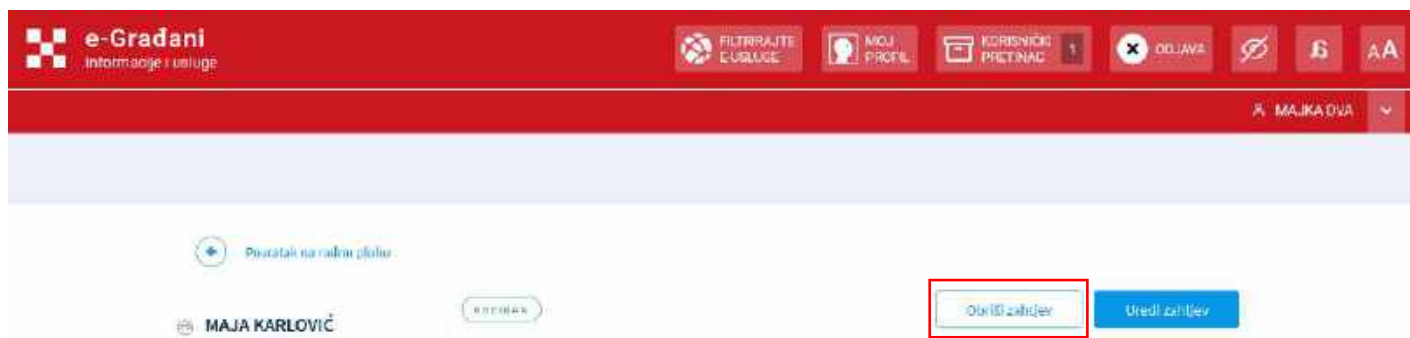 e-Građani
Informacije i usluge
FILTRIRAJTE
E-USLUGE
MOJ
PROFIL
KORISNIČKI
PRETINAC
1
ODJAVA
AA
MAJKA DVA
Povratak na radnu ploču
MAJA KARLOVIĆ
Obriši zahtjev
Uredi zahtjev